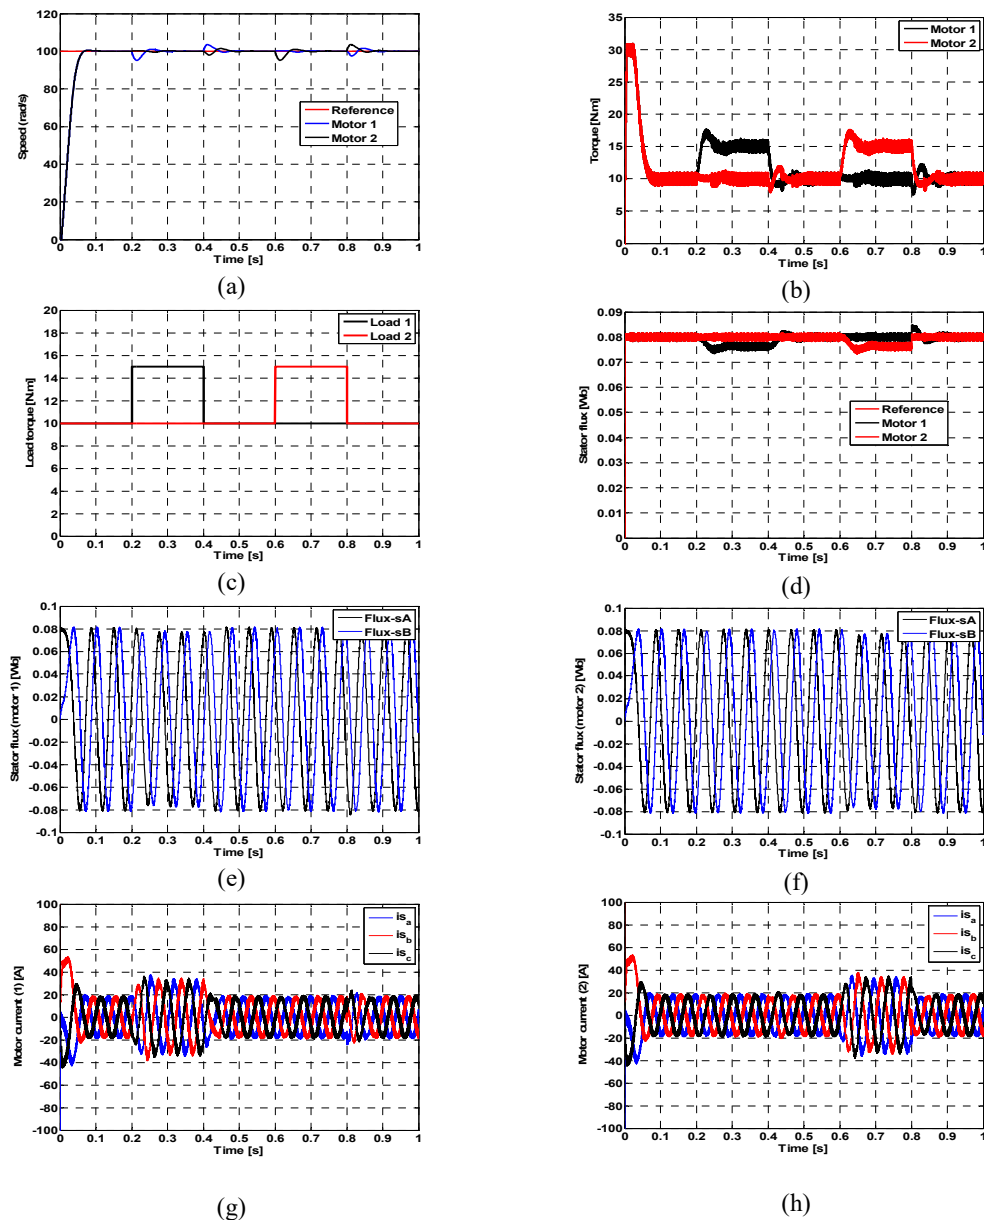 120
100
80
60
40
20
0
Speed (rad/s)
Reference
Motor 1
Motor 2
0 0.1 0.2 0.3 0.4 0.5 0.6 0.7 0.8 0.9 1
Time [s]
(a)
35
30
25
20
15
10
5
0
Torque [N.m]
Motor 1
Motor 2
0 0.1 0.2 0.3 0.4 0.5 0.6 0.7 0.8 0.9 1
Time [s]
(b)
20
18
16
14
12
10
8
6
4
2
0
Load torque [N.m]
Load 1
Load 2
0 0.1 0.2 0.3 0.4 0.5 0.6 0.7 0.8 0.9 1
Time [s]
(c)
0.09
0.08
0.07
0.06
0.05
0.04
0.03
0.02
0.01
0
Stator flux [Wb]
Reference
Motor 1
Motor 2
0 0.1 0.2 0.3 0.4 0.5 0.6 0.7 0.8 0.9 1
Time [s]
(d)
0.1
0.08
0.06
0.04
0.02
0
-0.02
-0.04
-0.06
-0.08
-0.1
Stator flux (motor 1) [Wb]
Flux-sA
Flux-sB
0 0.1 0.2 0.3 0.4 0.5 0.6 0.7 0.8 0.9 1
Time [s]
(e)
0.1
0.08
0.06
0.04
0.02
0
-0.02
-0.04
-0.06
-0.08
-0.1
Stator flux (motor 2) [Wb]
Flux-sA
Flux-sB
0 0.1 0.2 0.3 0.4 0.5 0.6 0.7 0.8 0.9 1
Time [s]
(f)
100
80
60
40
20
0
-20
-40
-60
-80
-100
Motor current (1) [A]
is_a
is_b
is_c
0 0.1 0.2 0.3 0.4 0.5 0.6 0.7 0.8 0.9 1
Time [s]
(g)
100
80
60
40
20
0
-20
-40
-60
-80
-100
Motor current (2) [A]
is_a
is_b
is_c
0 0.1 0.2 0.3 0.4 0.5 0.6 0.7 0.8 0.9 1
Time [s]
(h)